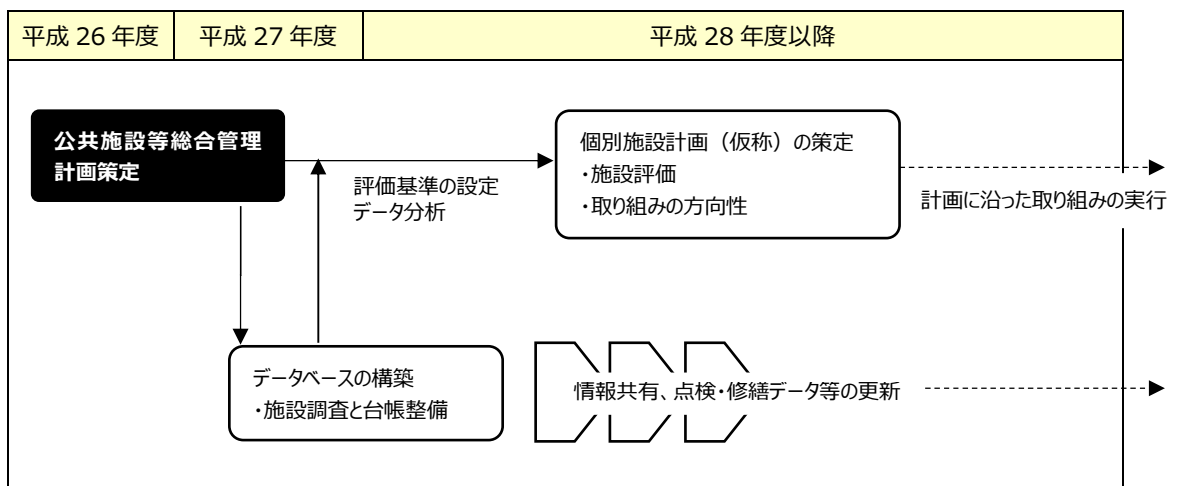 平成 26 年度
平成 27 年度
平成 28 年度以降
公共施設等総合管理
計画策定
評価基準の設定
データ分析
個別施設計画（仮称）の策定
・施設評価
・取り組みの方向性
計画に沿った取り組みの実行
データベースの構築
・施設調査と台帳整備
情報共有、点検・修繕データ等の更新